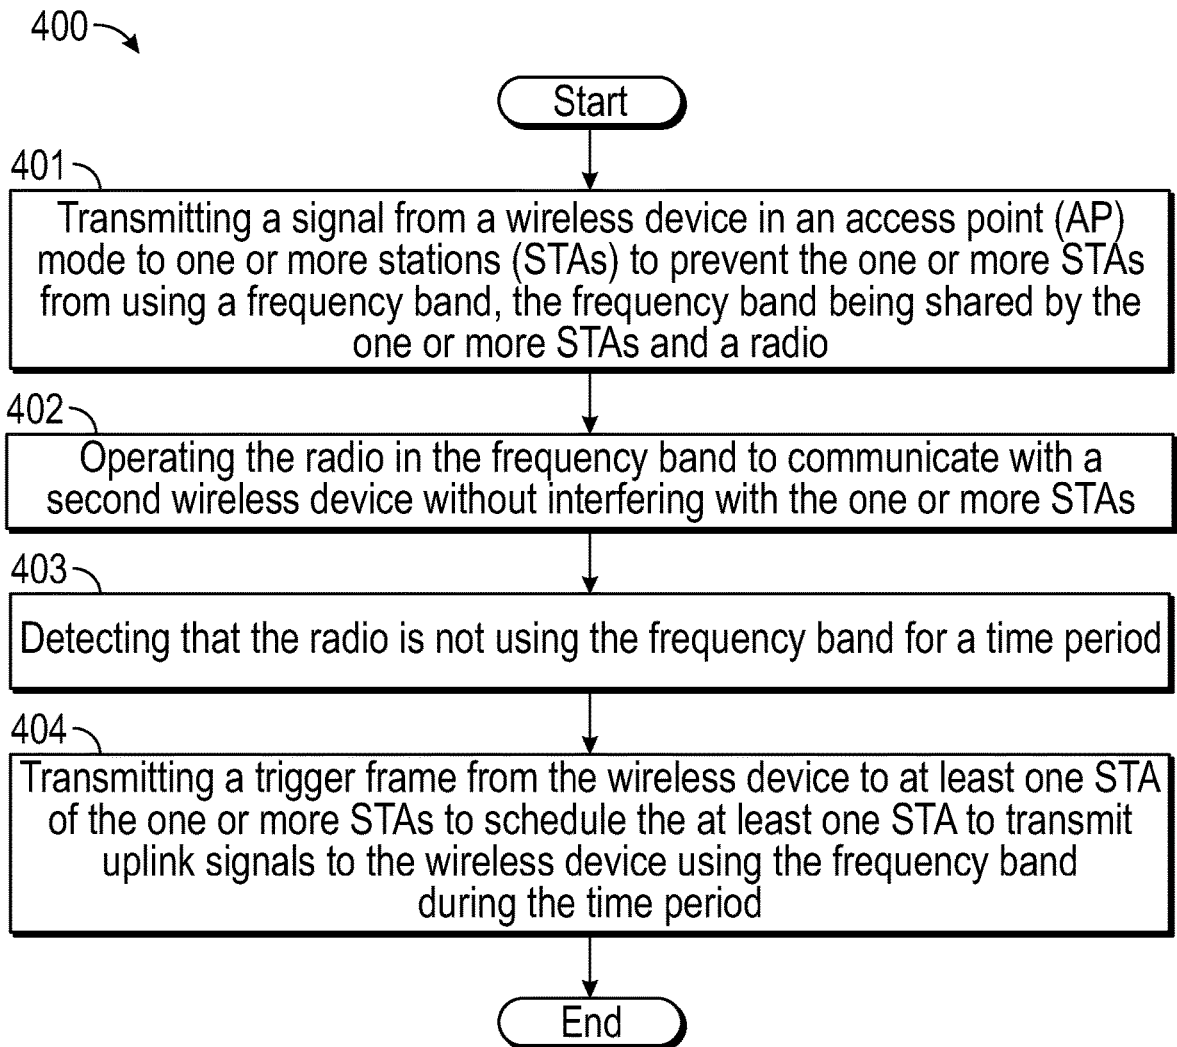 400
Start
401
Transmitting a signal from a wireless device in an access point (AP)
mode to one or more stations (STAs) to prevent the one or more STAs
from using a frequency band, the frequency band being shared by the
one or more STAs and a radio
402
Operating the radio in the frequency band to communicate with a
second wireless device without interfering with the one or more STAs
403
Detecting that the radio is not using the frequency band for a time period
404
Transmitting a trigger frame from the wireless device to at least one STA
of the one or more STAs to schedule the at least one STA to transmit
uplink signals to the wireless device using the frequency band
during the time period
End